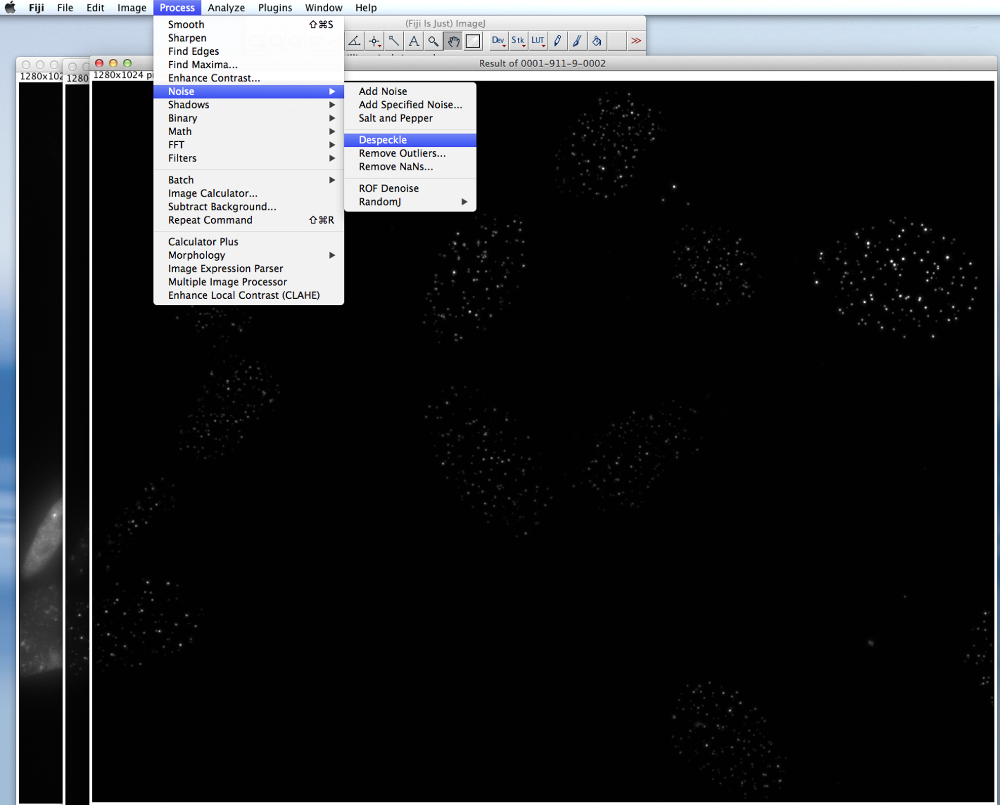 Fiji File Edit Image Process Analyze Plugins Window Help
(Fiji Is Just) ImageJ
Dev Stk LUT >>
Result of 0001-911-9-0002
1280x102
1280
1280x1024 pi
Smooth ⇧⌘S
Sharpen
Find Edges
Find Maxima...
Enhance Contrast...
Noise
Shadows
Binary
Math
FFT
Filters
Batch
Image Calculator...
Subtract Background...
Repeat Command ⇧⌘R
Calculator Plus
Morphology
Image Expression Parser
Multiple Image Processor
Enhance Local Contrast (CLAHE)
Add Noise
Add Specified Noise...
Salt and Pepper
Despeckle
Remove Outliers...
Remove NaNs...
ROF Denoise
RandomJ